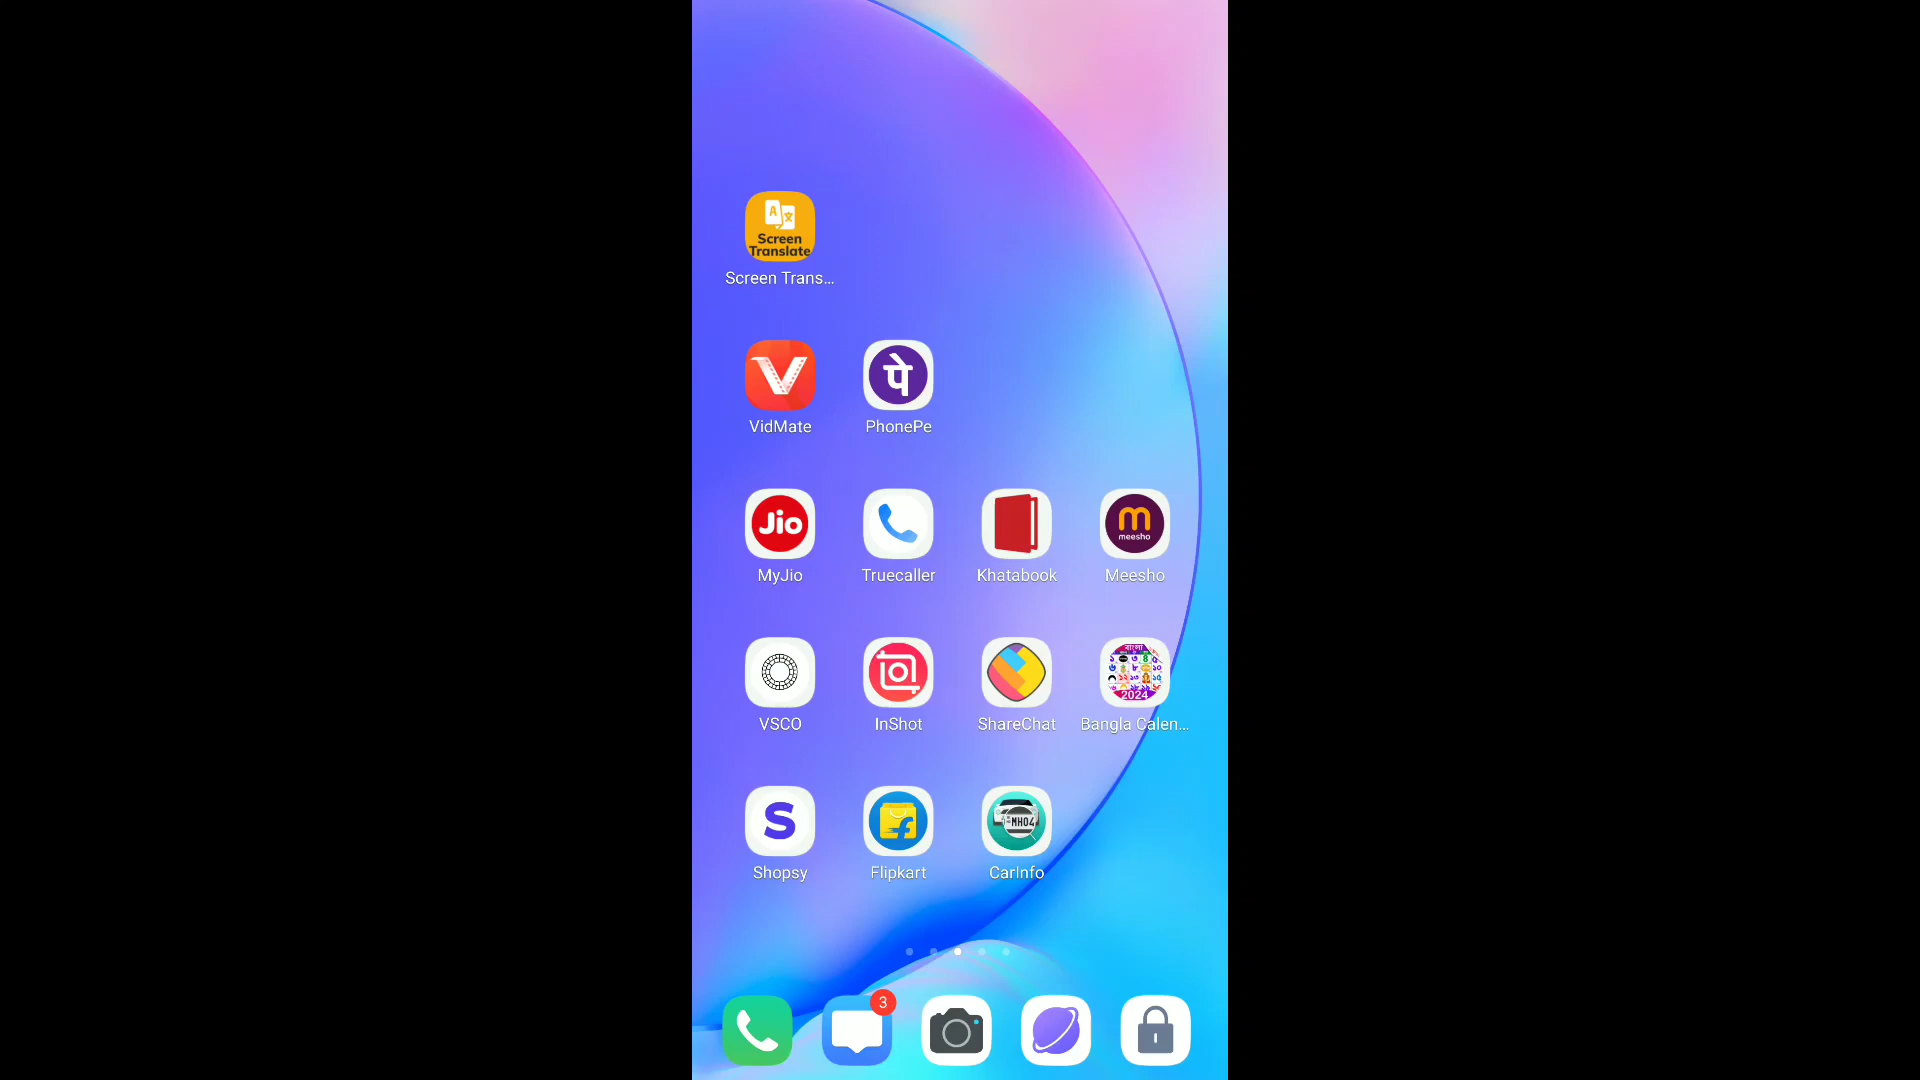 A 文
Screen
Translate
Screen Trans...
VidMate
पे
PhonePe
Jio
MyJio
Truecaller
Khatabook
m
meesho
Meesho
VSCO
InShot
ShareChat
বাংলা
2024
Bangla Calen...
S
Shopsy
f
Flipkart
MH04
CarInfo
3